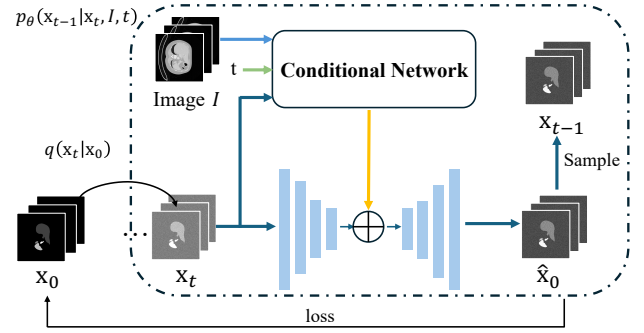 p_θ(x_{t−1}|x_t, I, t)
Image I
t
Conditional Network
x_{t−1}
q(x_t|x_0)
Sample
...
x_0
x_t
x̂_0
loss